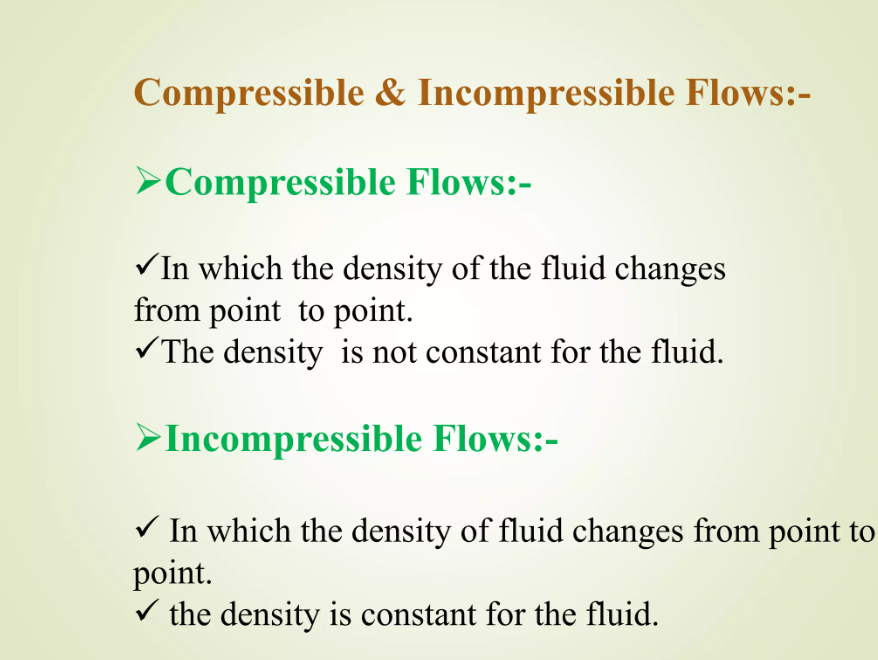 Compressible & Incompressible Flows:-
➢Compressible Flows:-
✓In which the density of the fluid changes
from point  to point.
✓The density  is not constant for the fluid.
➢Incompressible Flows:-
✓ In which the density of fluid changes from point to
point.
✓ the density is constant for the fluid.